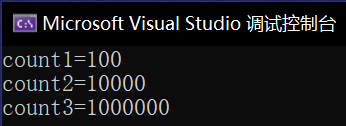 C:\ Microsoft Visual Studio 调试控制台
count1=100
count2=10000
count3=1000000